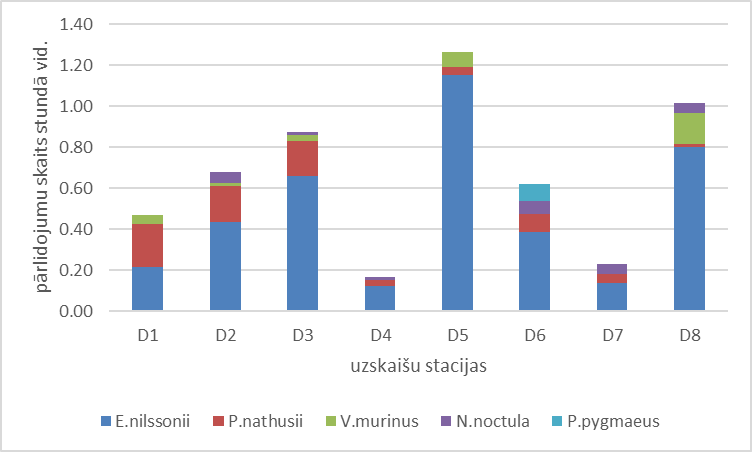 1.40
1.20
1.00
0.80
0.60
0.40
0.20
0.00
pārlidojumu skaits stundā vid.
D1 D2 D3 D4 D5 D6 D7 D8
uzskaišu stacijas
E.nilssonii P.nathusii V.murinus N.noctula P.pygmaeus